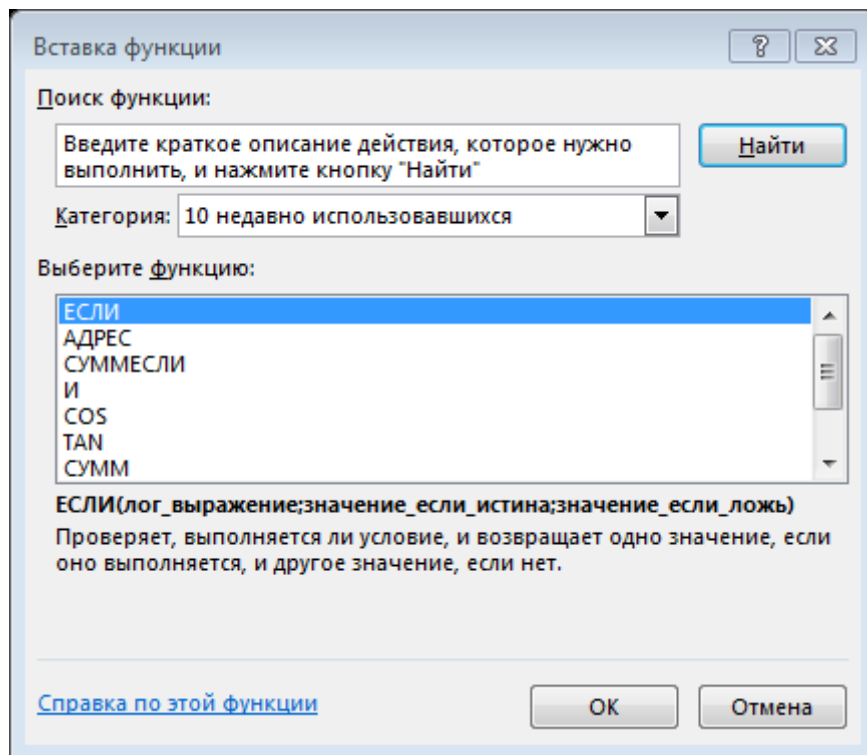 Вставка функции
Поиск функции:
Введите краткое описание действия, которое нужно
выполнить, и нажмите кнопку "Найти"
Найти
Категория: 10 недавно использовавшихся
Выберите функцию:
ЕСЛИ
АДРЕС
СУММЕСЛИ
И
COS
TAN
СУММ
ЕСЛИ(лог_выражение;значение_если_истина;значение_если_ложь)
Проверяет, выполняется ли условие, и возвращает одно значение, если
оно выполняется, и другое значение, если нет.
Справка по этой функции
ОК
Отмена